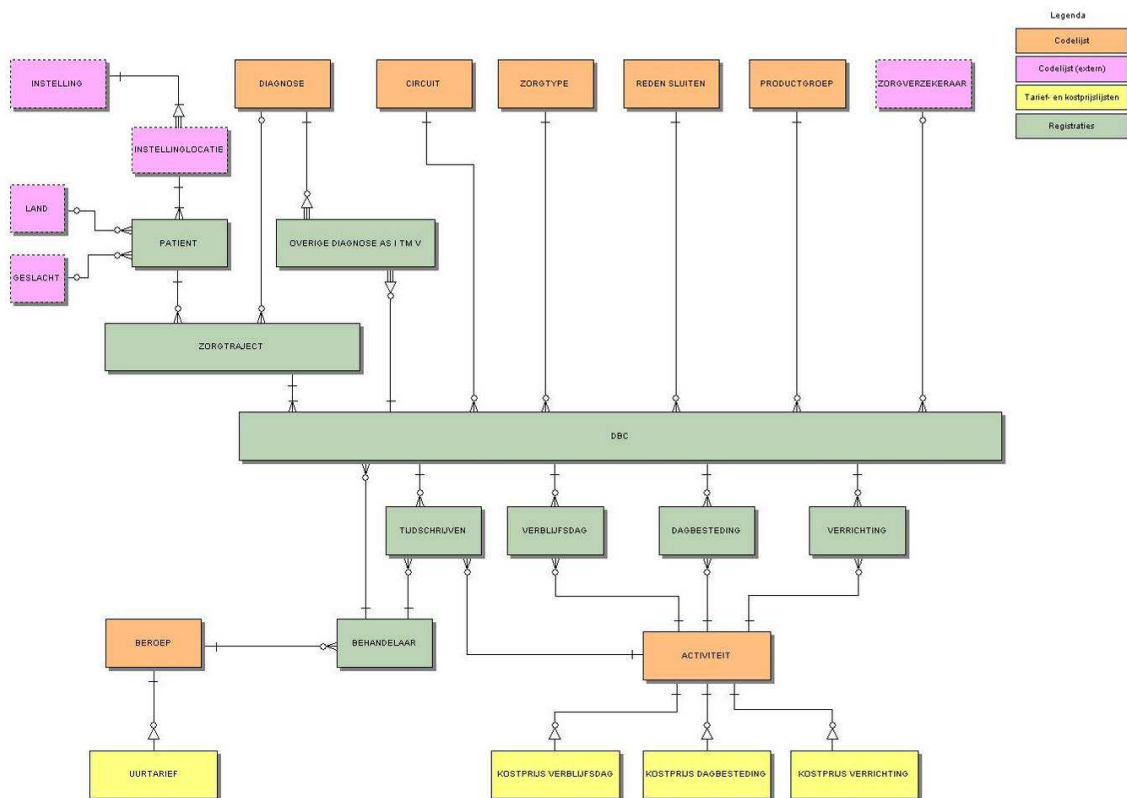 Legenda
Codelijst
Codelijst (extern)
Tarief- en kostprijslijsten
Registraties
INSTELLING
DIAGNOSE
CIRCUIT
ZORGTYPE
REDEN SLUITEN
PRODUCTGROEP
ZORGVERZEKERAAR
INSTELLINGLOCATIE
LAND
PATIENT
OVERIGE DIAGNOSE AS I TM V
GESLACHT
ZORGTRAJECT
DBC
TIJDSCHRIJVEN
VERBLIJFSDAG
DAGBESTEDING
VERRICHTING
BEROEP
BEHANDELAAR
ACTIVITEIT
UURTARIEF
KOSTPRIJS VERBLIJFSDAG
KOSTPRIJS DAGBESTEDING
KOSTPRIJS VERRICHTING